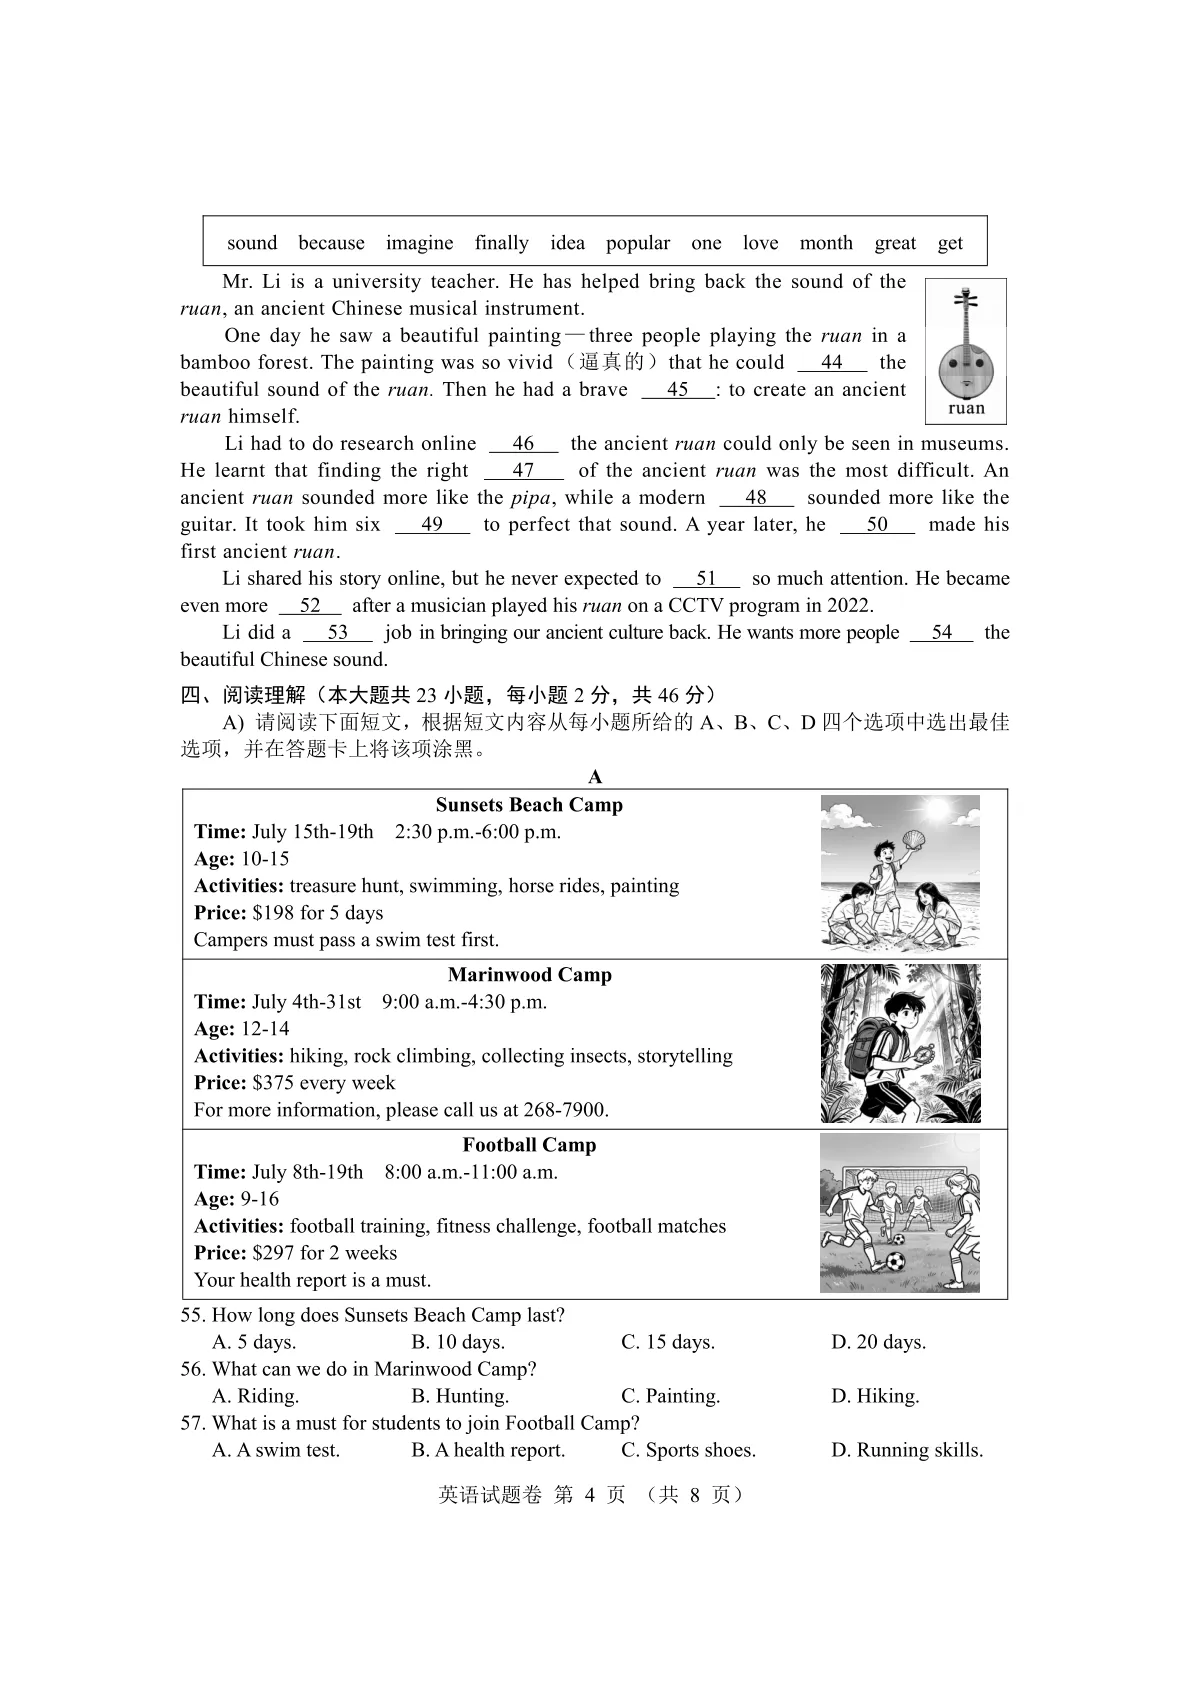 sound because imagine finally idea popular one love month great get
Mr. Li is a university teacher. He has helped bring back the sound of the
ruan, an ancient Chinese musical instrument.
One day he saw a beautiful painting—three people playing the ruan in a
bamboo forest. The painting was so vivid（逼真的）that he could 44 the
beautiful sound of the ruan. Then he had a brave 45 : to create an ancient
ruan himself.
ruan
Li had to do research online 46 the ancient ruan could only be seen in museums.
He learnt that finding the right 47 of the ancient ruan was the most difficult. An
ancient ruan sounded more like the pipa, while a modern 48 sounded more like the
guitar. It took him six 49 to perfect that sound. A year later, he 50 made his
first ancient ruan.
Li shared his story online, but he never expected to 51 so much attention. He became
even more 52 after a musician played his ruan on a CCTV program in 2022.
Li did a 53 job in bringing our ancient culture back. He wants more people 54 the
beautiful Chinese sound.
四、阅读理解（本大题共 23 小题，每小题 2 分，共 46 分）
A) 请阅读下面短文，根据短文内容从每小题所给的 A、B、C、D 四个选项中选出最佳
选项，并在答题卡上将该项涂黑。
A
Sunsets Beach Camp
Time: July 15th-19th 2:30 p.m.-6:00 p.m.
Age: 10-15
Activities: treasure hunt, swimming, horse rides, painting
Price: $198 for 5 days
Campers must pass a swim test first.
Marinwood Camp
Time: July 4th-31st 9:00 a.m.-4:30 p.m.
Age: 12-14
Activities: hiking, rock climbing, collecting insects, storytelling
Price: $375 every week
For more information, please call us at 268-7900.
Football Camp
Time: July 8th-19th 8:00 a.m.-11:00 a.m.
Age: 9-16
Activities: football training, fitness challenge, football matches
Price: $297 for 2 weeks
Your health report is a must.
55. How long does Sunsets Beach Camp last?
A. 5 days. B. 10 days. C. 15 days. D. 20 days.
56. What can we do in Marinwood Camp?
A. Riding. B. Hunting. C. Painting. D. Hiking.
57. What is a must for students to join Football Camp?
A. A swim test. B. A health report. C. Sports shoes. D. Running skills.
英语试题卷 第 4 页 （共 8 页）